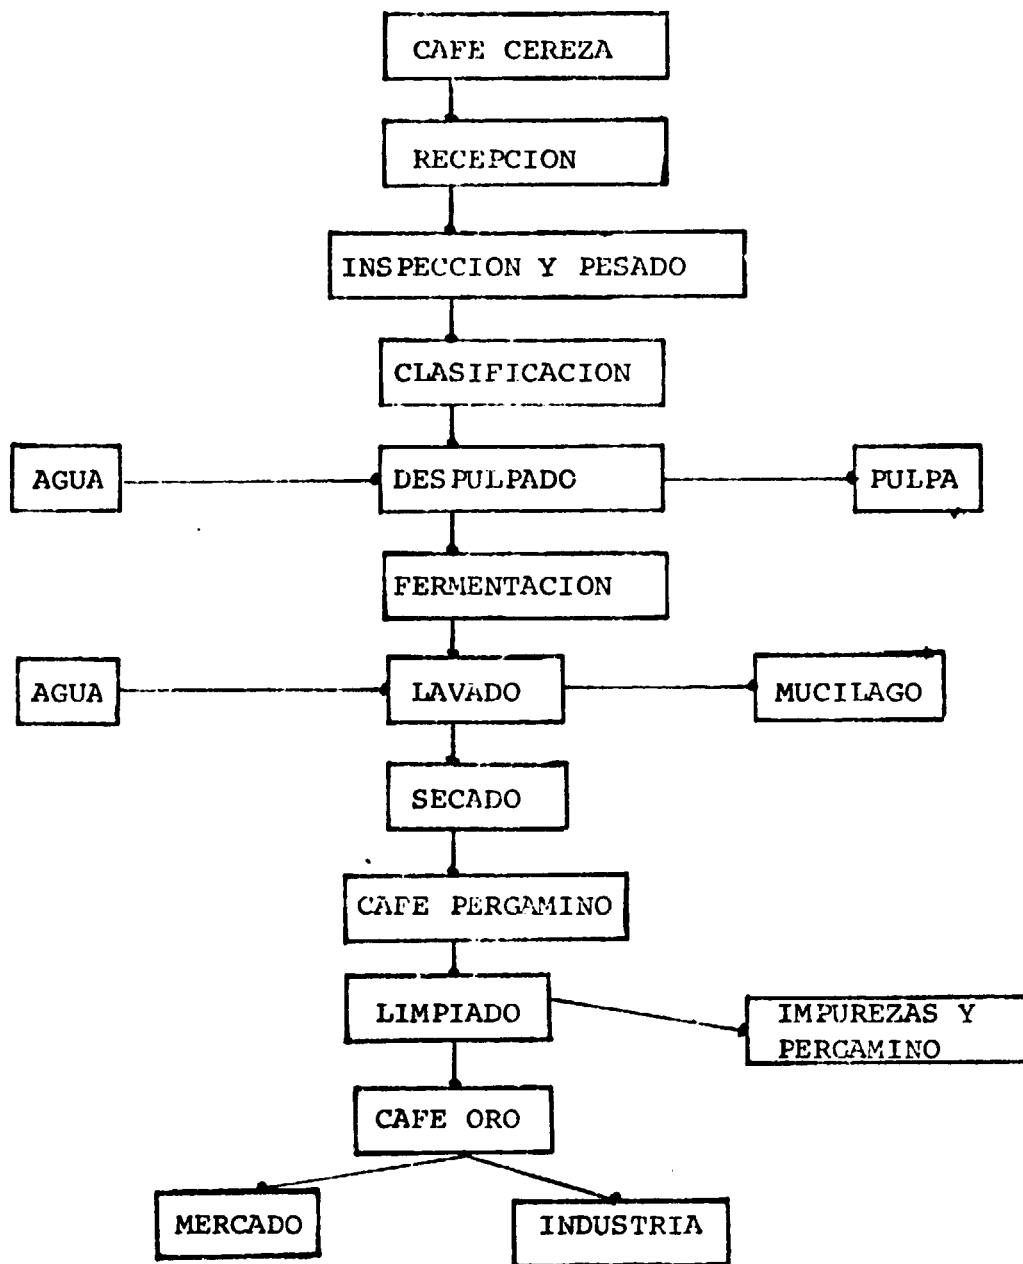 CAFE CEREZA
RECEPCION
INSPECCION Y PESADO
CLASIFICACION
AGUA
DESPULPADO
PULPA
FERMENTACION
AGUA
LAVADO
MUCILAGO
SECADO
CAFE PERGAMINO
LIMPIADO
IMPUREZAS Y
PERGAMINO
CAFE ORO
MERCADO
INDUSTRIA